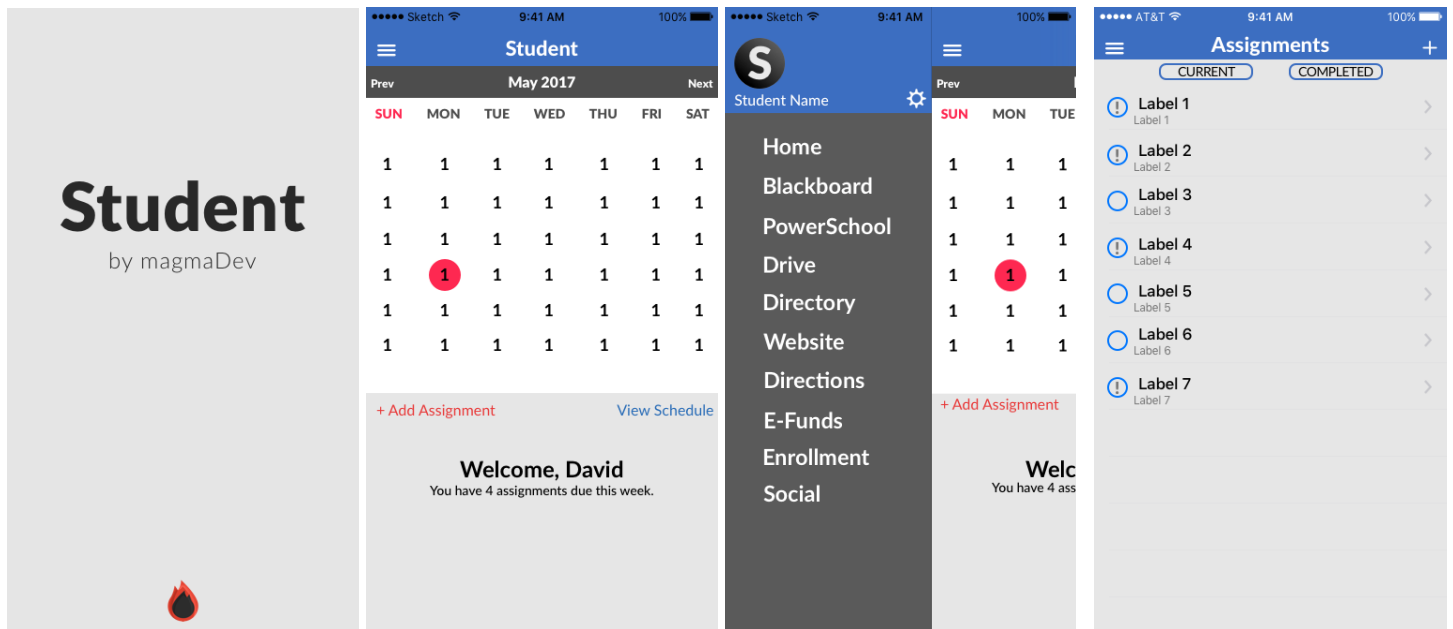 Student
by magmaDev
Sketch 9:41 AM 100%
Student
Prev May 2017 Next
SUN MON TUE WED THU FRI SAT
1 1 1 1 1 1 1
1 1 1 1 1 1 1
1 1 1 1 1 1 1
1 1 1 1 1 1 1
1 1 1 1 1 1 1
1 1 1 1 1 1 1
+ Add Assignment View Schedule
Welcome, David
You have 4 assignments due this week.
Sketch 9:41 AM
S
Student Name
Home
Blackboard
PowerSchool
Drive
Directory
Website
Directions
E-Funds
Enrollment
Social
100%
Prev
SUN MON TUE
1 1 1
1 1 1
1 1 1
1 1 1
1 1 1
1 1 1
+ Add Assignment
Welc
You have 4 ass
AT&T 9:41 AM 100%
Assignments +
CURRENT COMPLETED
Label 1
Label 1
Label 2
Label 2
Label 3
Label 3
Label 4
Label 4
Label 5
Label 5
Label 6
Label 6
Label 7
Label 7